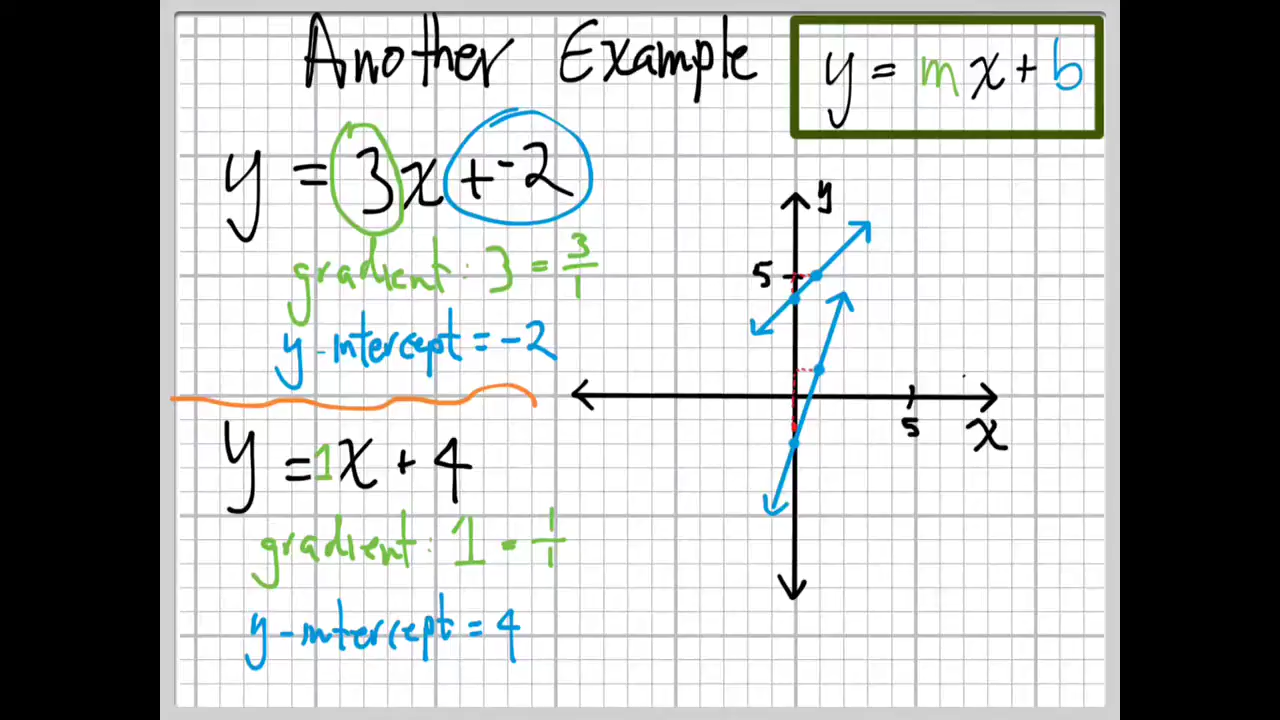 Another Example
y = mx + b
y = 3x + -2
gradient: 3 = 3/1
y-intercept = -2
y = 1x + 4
gradient: 1 = 1/1
y-intercept = 4
y
5
5
x